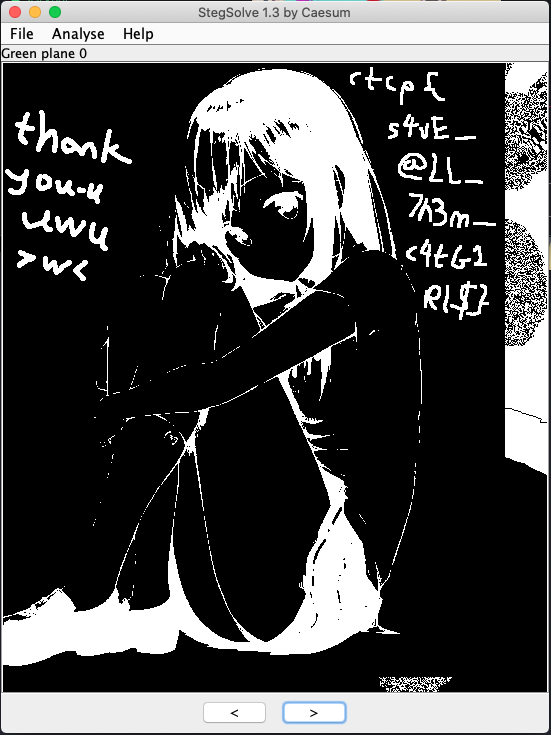 StegSolve 1.3 by Caesum
File Analyse Help
Green plane 0
thank
you-u
uwu
>w<
ctcp{
s4vE_
@LL_
7h3m_
c4tG1
Rl$}
< >